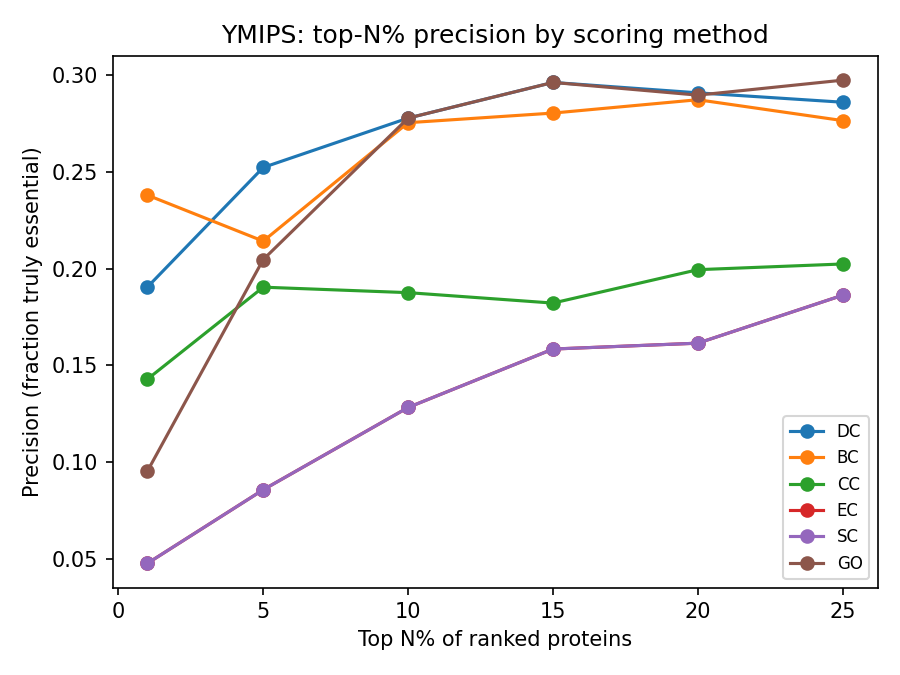 YMIPS: top-N% precision by scoring method
Precision (fraction truly essential)
0.30
0.25
0.20
0.15
0.10
0.05
0 5 10 15 20 25
Top N% of ranked proteins
DC
BC
CC
EC
SC
GO